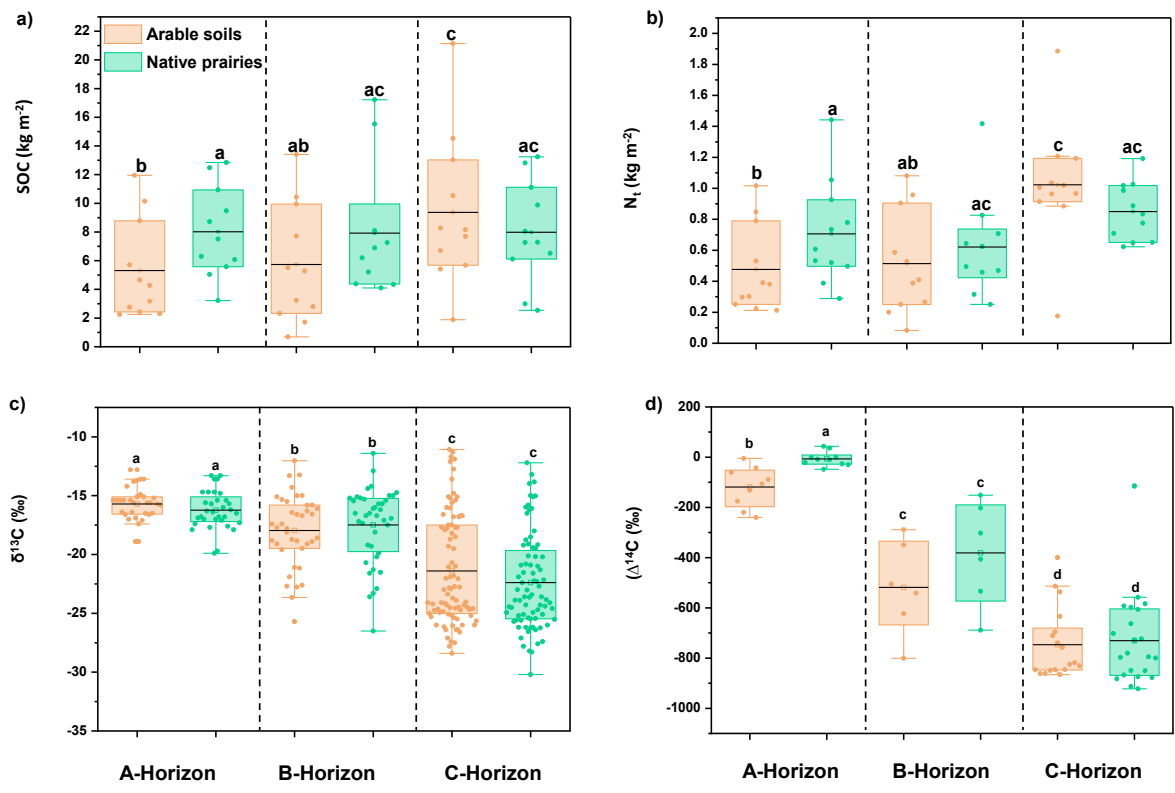 a)
Arable soils
Native prairies
SOC (kg m⁻²)
22
20
18
16
14
12
10
8
6
4
2
0
b
a
ab
ac
c
ac
b)
Nₜ (kg m⁻²)
2.0
1.8
1.6
1.4
1.2
1.0
0.8
0.6
0.4
0.2
0.0
b
a
ab
ac
c
ac
c)
δ¹³C (‰)
-10
-15
-20
-25
-30
-35
a
a
b
b
c
c
A-Horizon
B-Horizon
C-Horizon
d)
(Δ¹⁴C (‰)
200
0
-200
-400
-600
-800
-1000
b
a
c
c
d
d
A-Horizon
B-Horizon
C-Horizon